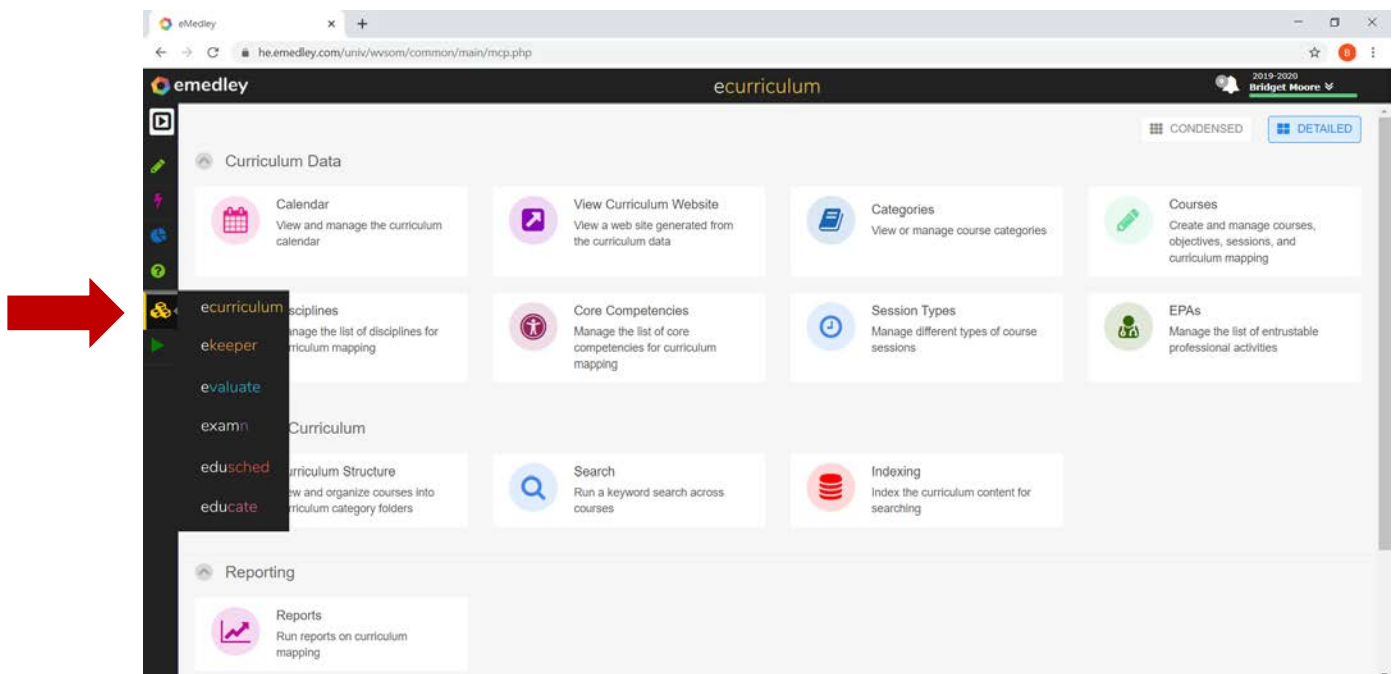 eMedley
he.emedley.com/univ/wvsom/common/main/mcp.php
B
emedley
ecurriculum
2019-2020
Bridget Moore
CONDENSED
DETAILED
Curriculum Data
Calendar
View and manage the curriculum
calendar
View Curriculum Website
View a web site generated from
the curriculum data
Categories
View or manage course categories
Courses
Create and manage courses,
objectives, sessions, and
curriculum mapping
ecurriculum
ekeeper
evaluate
examn
edusched
educate
sciplines
anage the list of disciplines for
rriculum mapping
Core Competencies
Manage the list of core
competencies for curriculum
mapping
Session Types
Manage different types of course
sessions
EPAs
Manage the list of entrustable
professional activities
Curriculum
urriculum Structure
ew and organize courses into
rriculum category folders
Search
Run a keyword search across
courses
Indexing
Index the curriculum content for
searching
Reporting
Reports
Run reports on curriculum
mapping